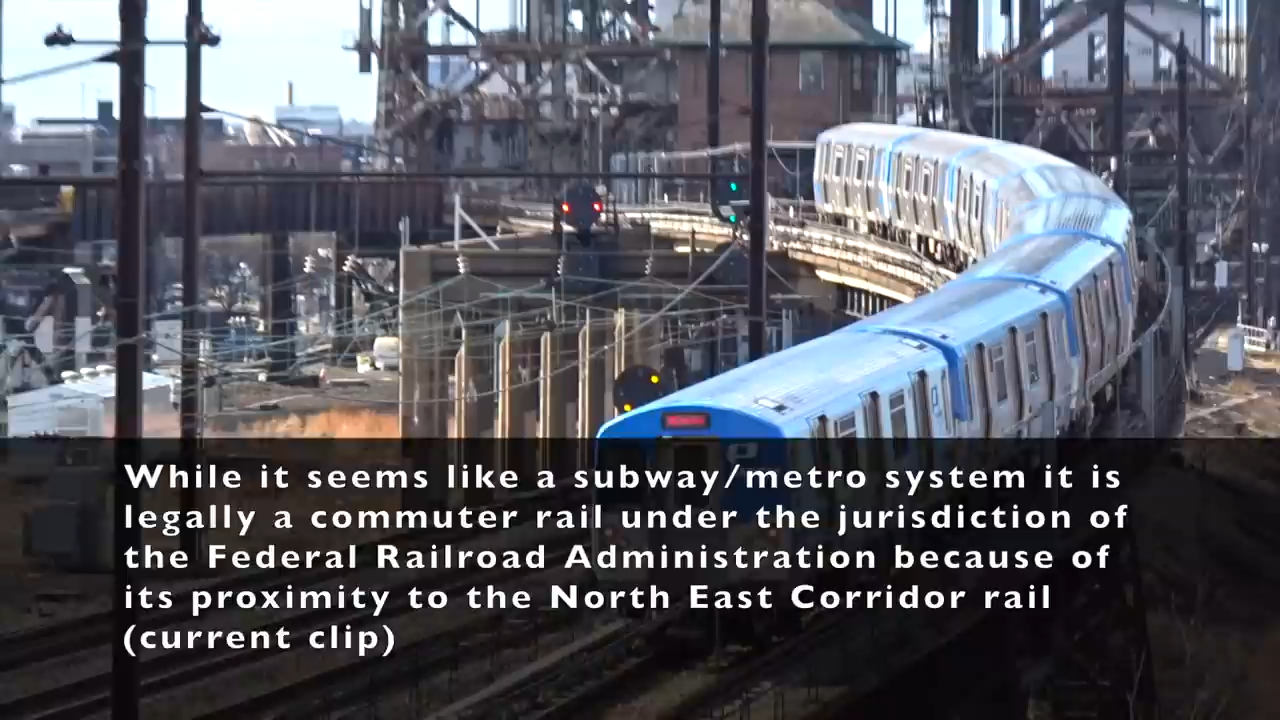 While it seems like a subway/metro system it is
legally a commuter rail under the jurisdiction of
the Federal Railroad Administration because of
its proximity to the North East Corridor rail
(current clip)